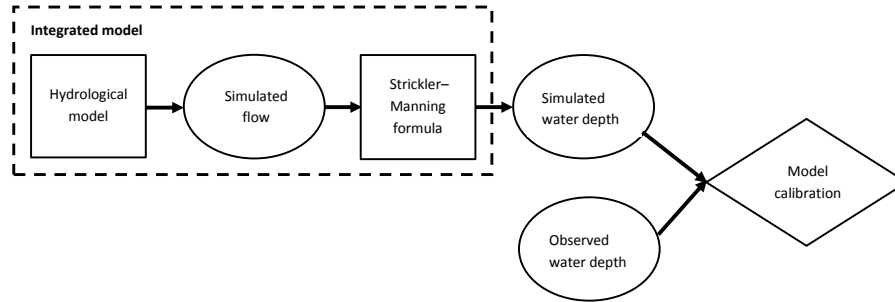 Integrated model
Hydrological
model
Simulated
flow
Strickler–
Manning
formula
Simulated
water depth
Observed
water depth
Model
calibration